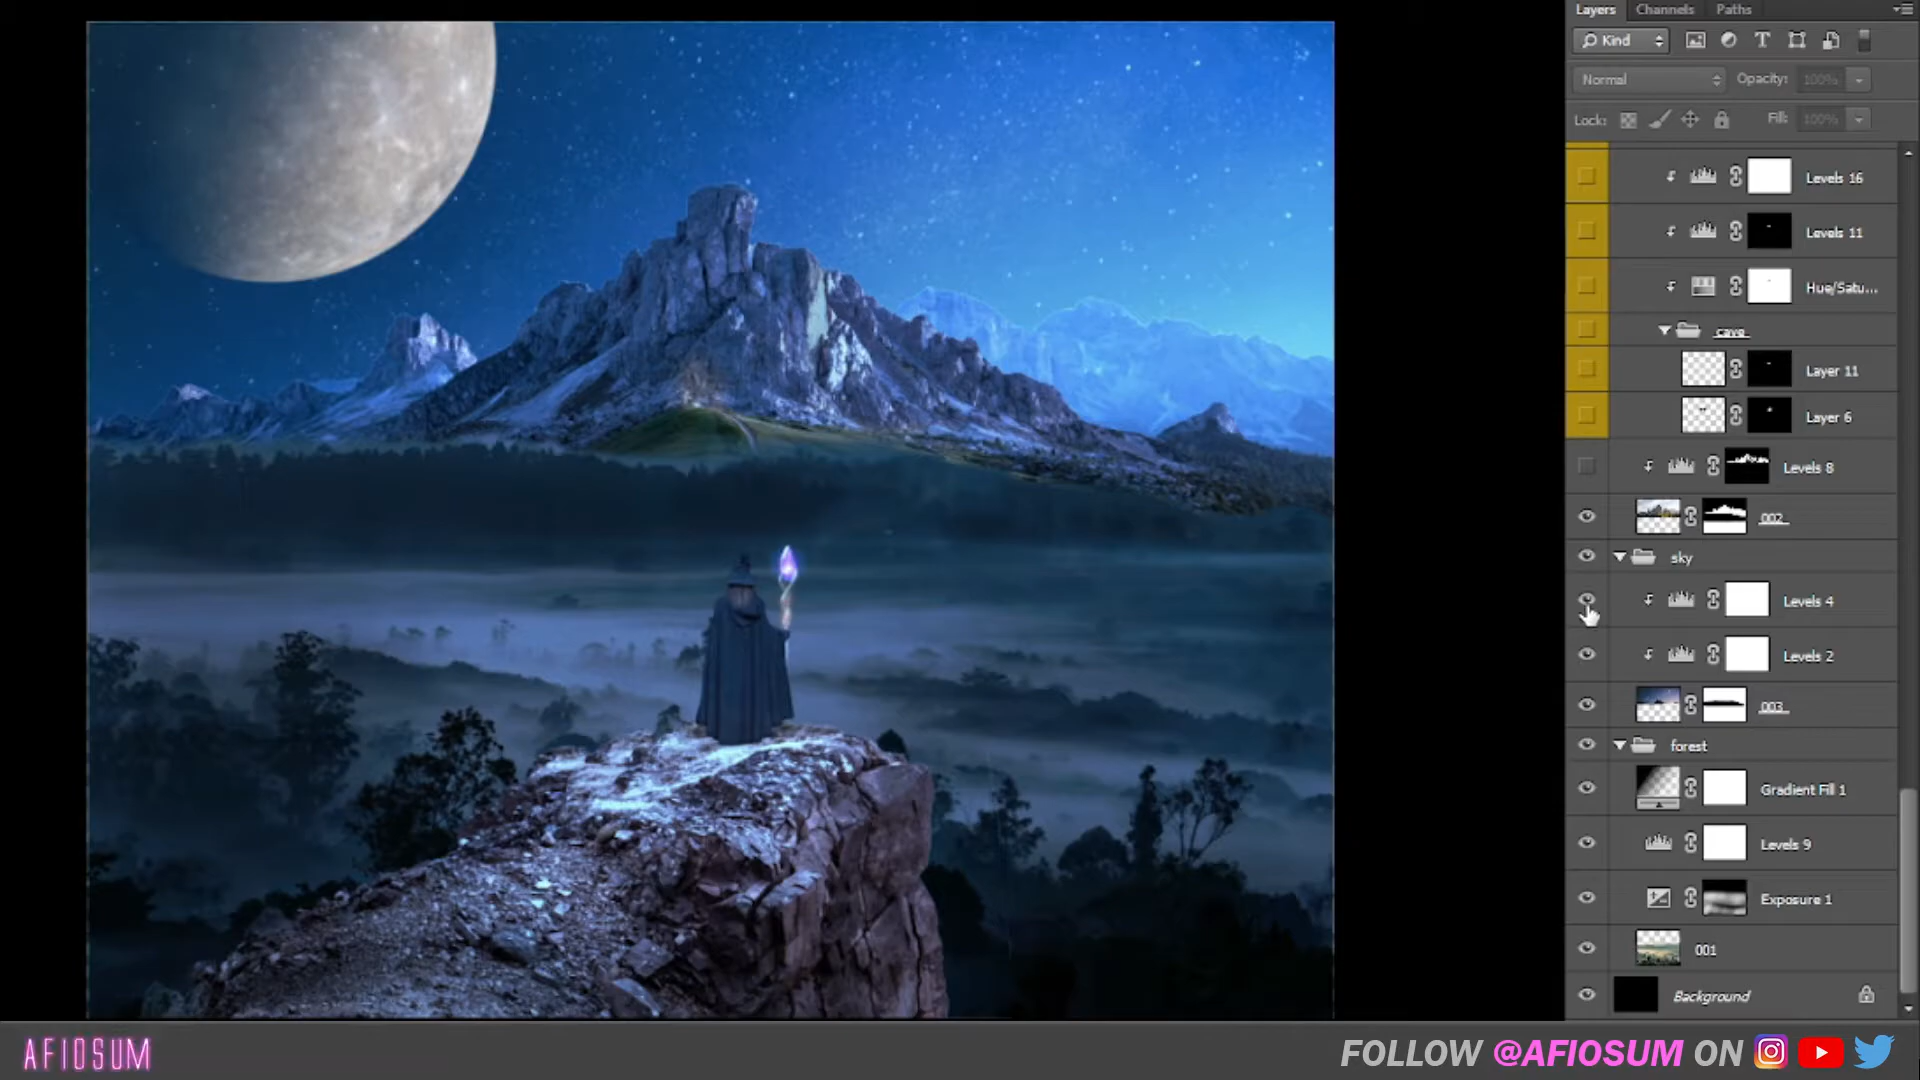 Layers Channels Paths
Kind
Normal Opacity: 100%
Lock: Fill: 100%
Levels 16
Levels 11
Hue/Satu...
cave
Layer 11
Layer 6
Levels 8
002
sky
Levels 4
Levels 2
003
forest
Gradient Fill 1
Levels 9
Exposure 1
001
Background
AFIOSUM
FOLLOW @AFIOSUM ON